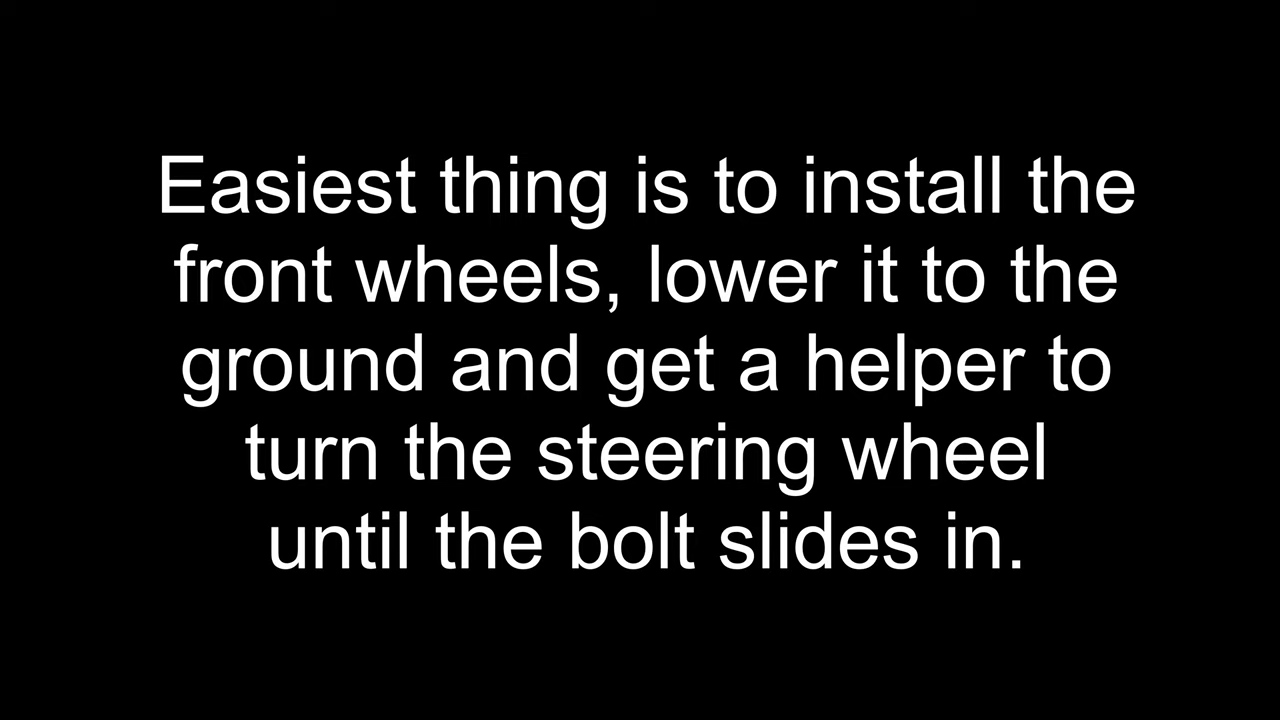 Easiest thing is to install the
front wheels, lower it to the
ground and get a helper to
turn the steering wheel
until the bolt slides in.